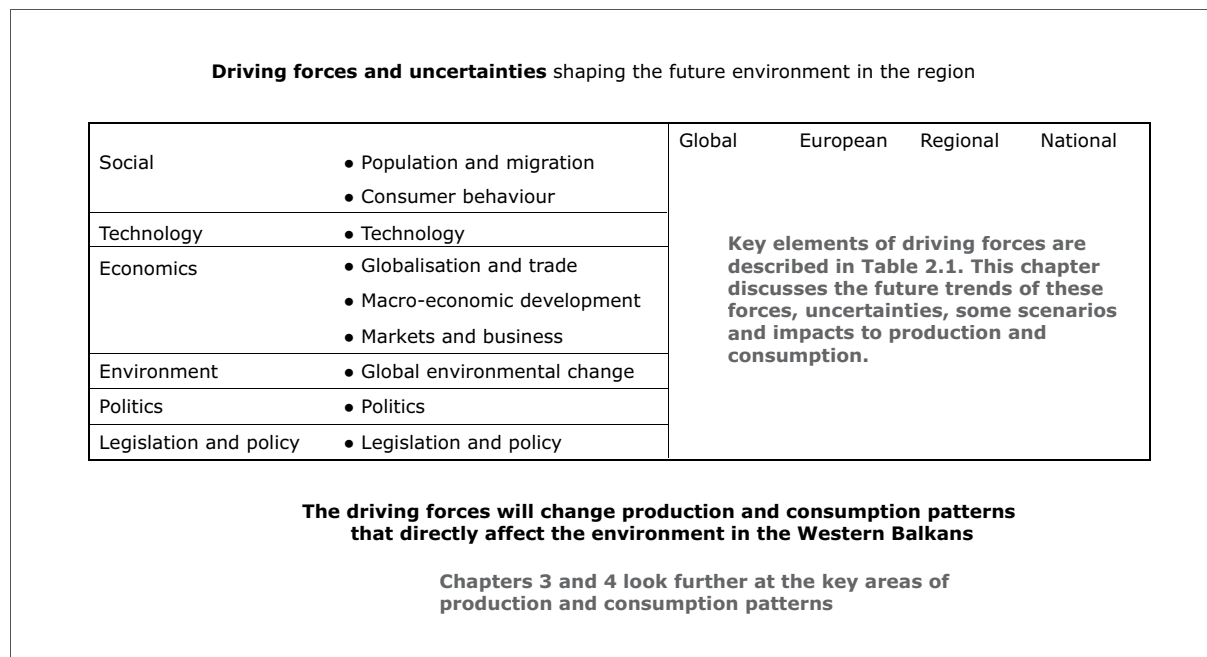 Driving forces and uncertainties shaping the future environment in the region
Global European Regional National
Social ● Population and migration
● Consumer behaviour
Technology ● Technology
Economics ● Globalisation and trade
● Macro-economic development
● Markets and business
Environment ● Global environmental change
Politics ● Politics
Legislation and policy ● Legislation and policy
Key elements of driving forces are
described in Table 2.1. This chapter
discusses the future trends of these
forces, uncertainties, some scenarios
and impacts to production and
consumption.
The driving forces will change production and consumption patterns
that directly affect the environment in the Western Balkans
Chapters 3 and 4 look further at the key areas of
production and consumption patterns